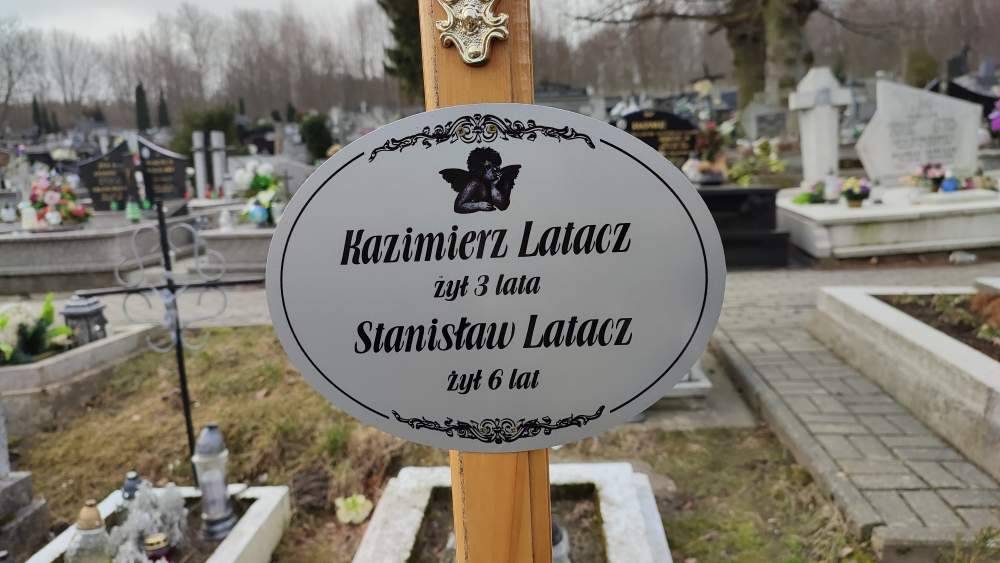 Kazimierz Latacz
żył 3 lata
Stanisław Latacz
żył 6 lat